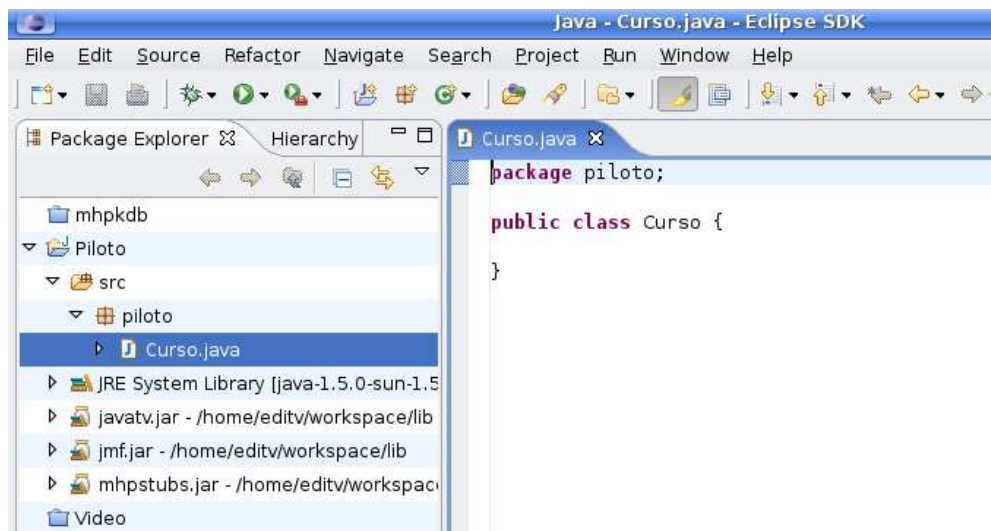 Java - Curso.java - Eclipse SDK
File Edit Source Refactor Navigate Search Project Run Window Help
Package Explorer Hierarchy
Curso.java
mhpkdb
Piloto
src
piloto
Curso.java
JRE System Library [java-1.5.0-sun-1.5
javatv.jar - /home/editv/workspace/lib
jmf.jar - /home/editv/workspace/lib
mhpstubs.jar - /home/editv/workspac
Video
package piloto;
public class Curso {
}